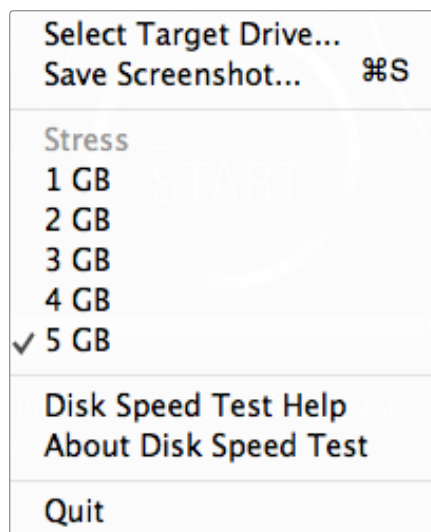 Select Target Drive...
Save Screenshot... ⌘S
Stress
START
1 GB
2 GB
3 GB
4 GB
✓ 5 GB
Disk Speed Test Help
About Disk Speed Test
Quit